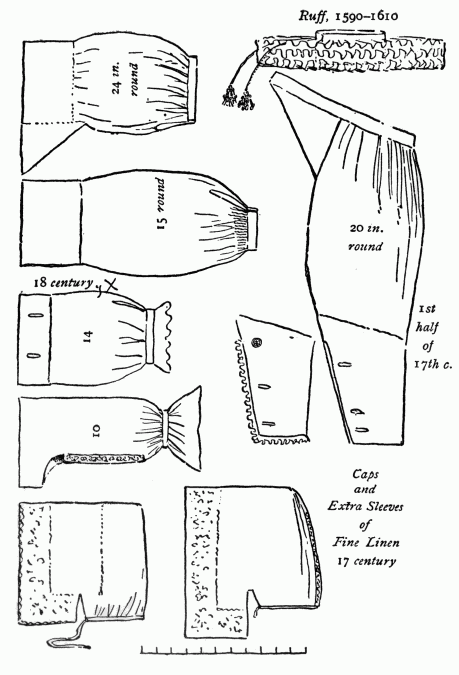 Ruff, 1590-1610
24 in.
round
15 round
20 in.
round
18 century
14
1st
half
of
17th c.
10
Caps
and
Extra Sleeves
of
Fine Linen
17 century